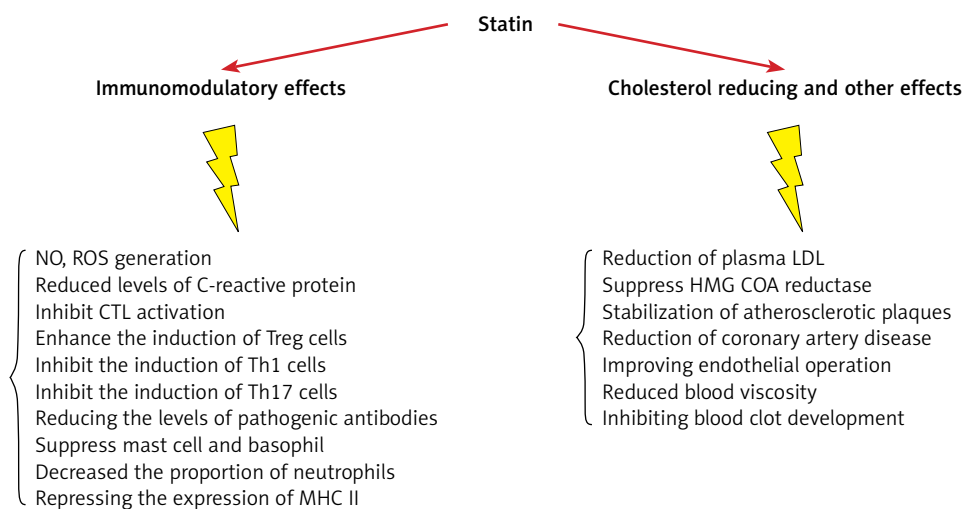 Statin
Immunomodulatory effects
Cholesterol reducing and other effects
NO, ROS generation
Reduced levels of C-reactive protein
Inhibit CTL activation
Enhance the induction of Treg cells
Inhibit the induction of Th1 cells
Inhibit the induction of Th17 cells
Reducing the levels of pathogenic antibodies
Suppress mast cell and basophil
Decreased the proportion of neutrophils
Repressing the expression of MHC II
Reduction of plasma LDL
Suppress HMG COA reductase
Stabilization of atherosclerotic plaques
Reduction of coronary artery disease
Improving endothelial operation
Reduced blood viscosity
Inhibiting blood clot development